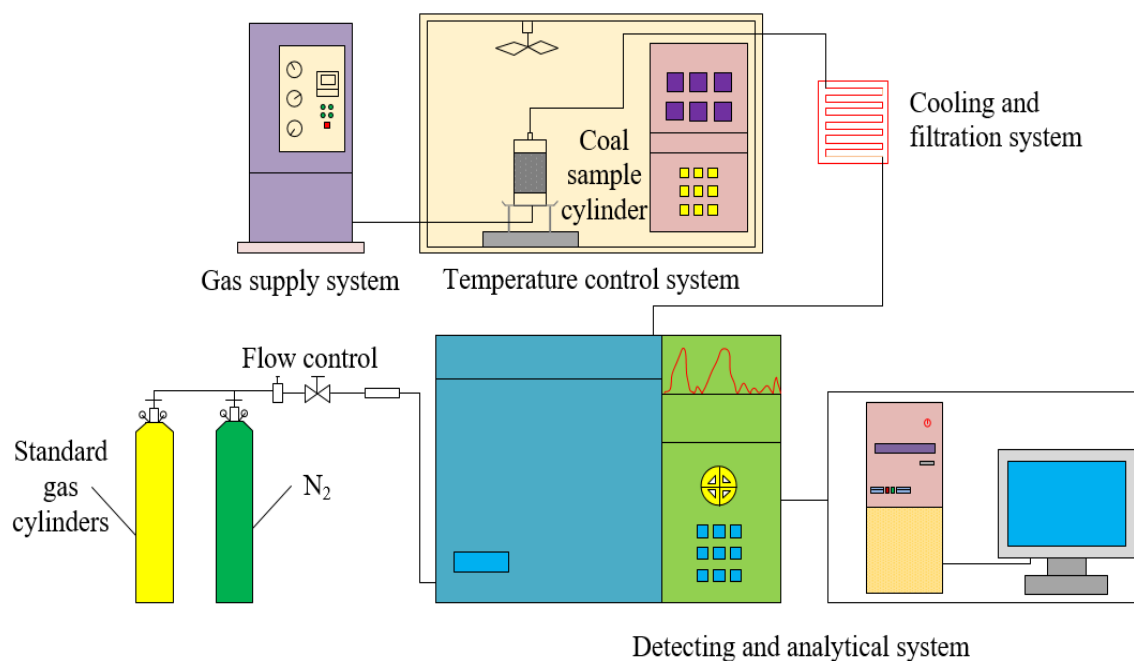 Coal
sample
cylinder
Cooling and
filtration system
Gas supply system
Temperature control system
Flow control
Standard
gas
cylinders
N₂
Detecting and analytical system